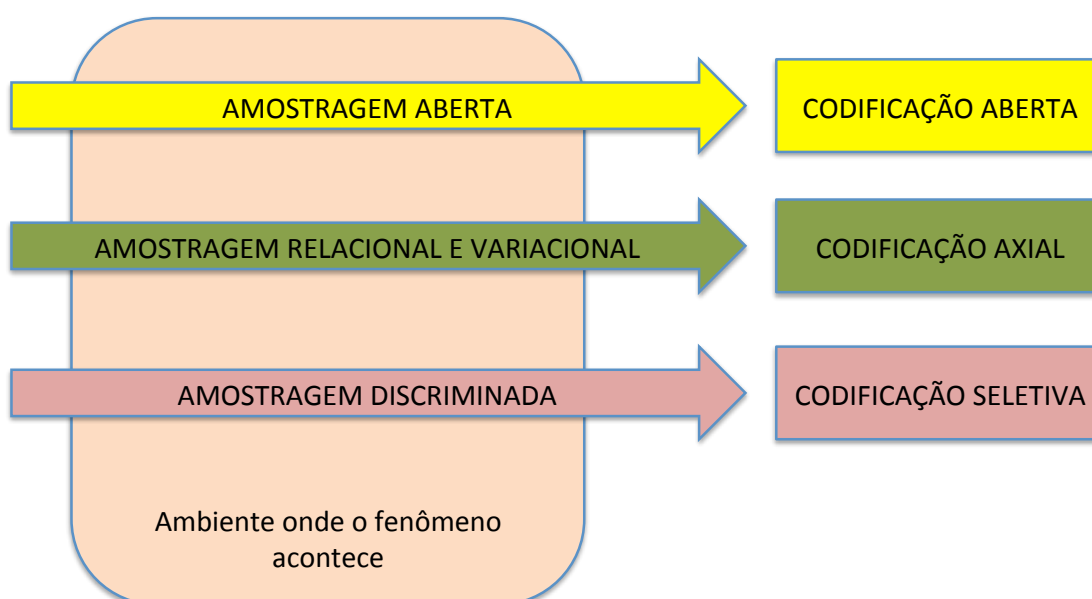 AMOSTRAGEM ABERTA
CODIFICAÇÃO ABERTA
AMOSTRAGEM RELACIONAL E VARIACIONAL
CODIFICAÇÃO AXIAL
AMOSTRAGEM DISCRIMINADA
CODIFICAÇÃO SELETIVA
Ambiente onde o fenômeno
acontece